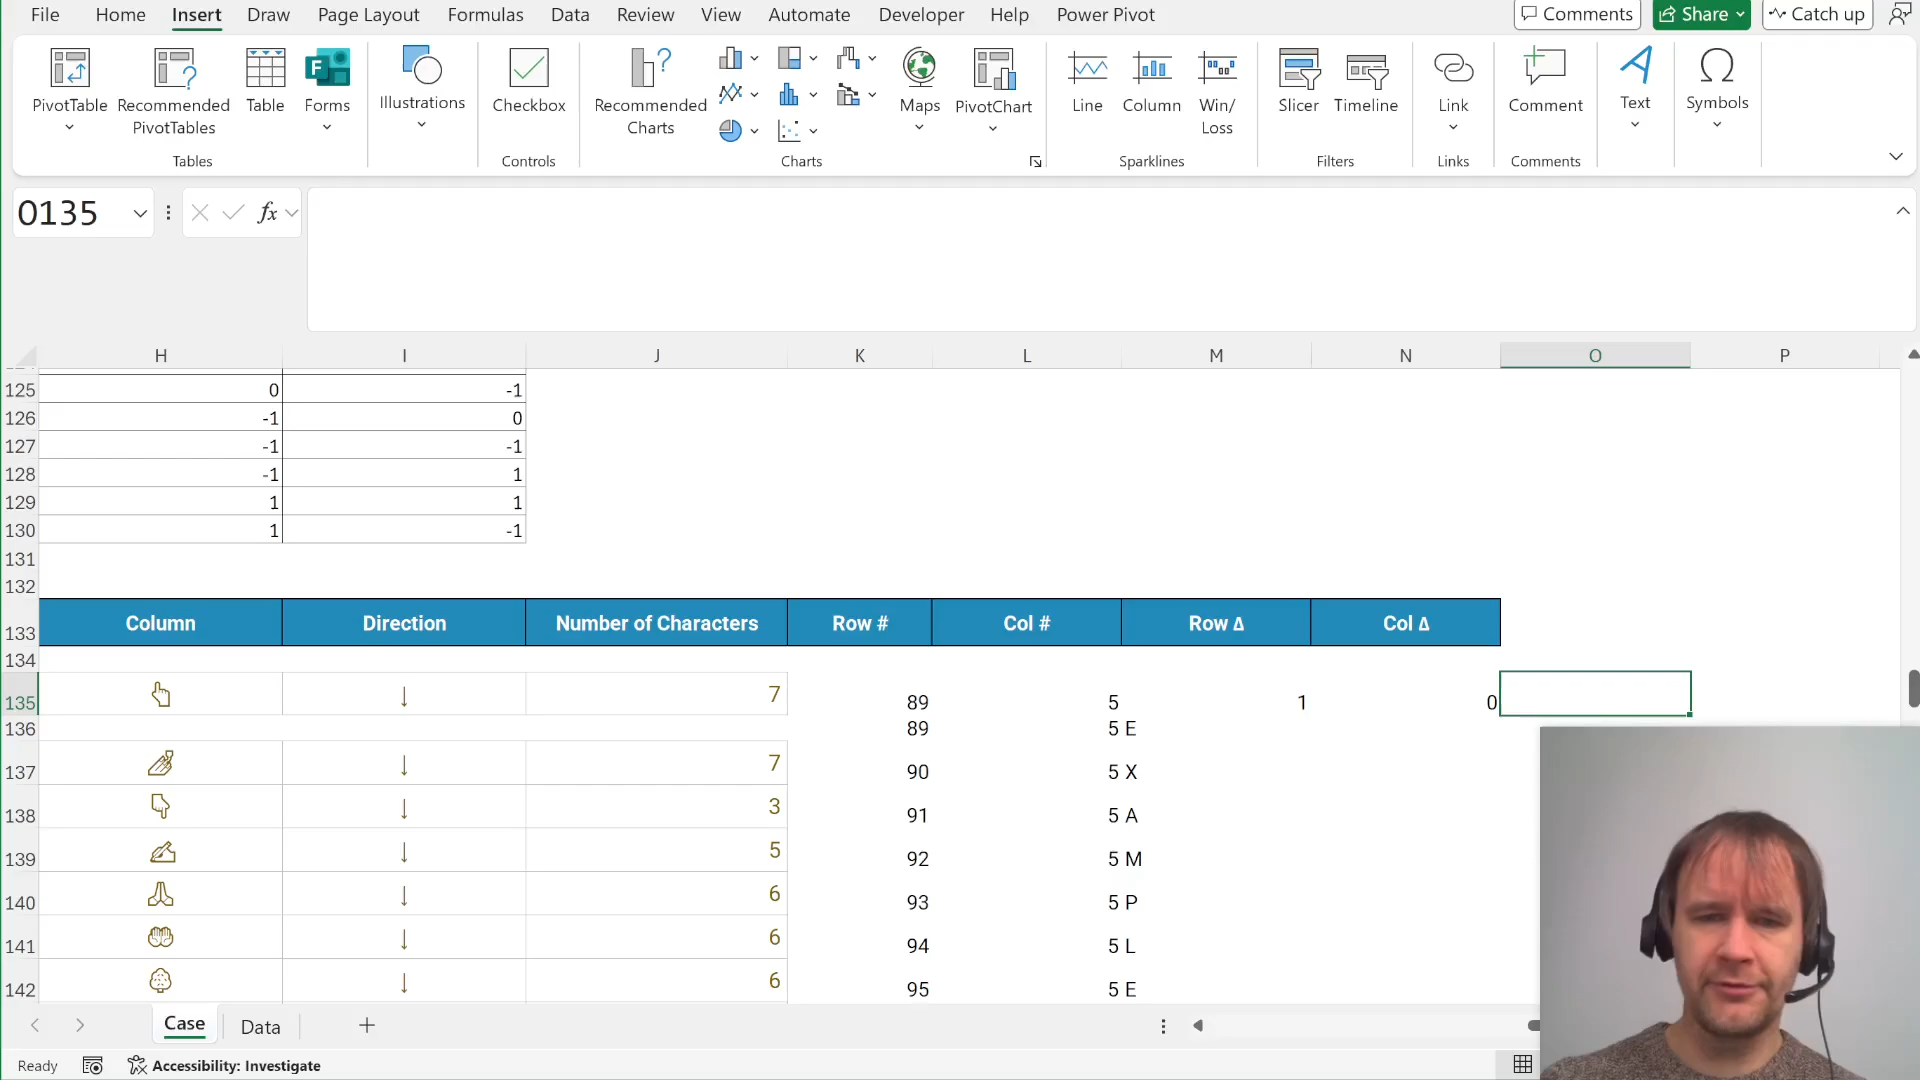 File Home Insert Draw Page Layout Formulas Data Review View Automate Developer Help Power Pivot Comments Share Catch up
PivotTable Recommended PivotTables Table Forms Illustrations Checkbox Recommended Charts Maps PivotChart Line Column Win/Loss Slicer Timeline Link Comment Text Symbols
Tables Controls Charts Sparklines Filters Links Comments
O135 fx
H I J K L M N O P
125 0 -1
126 -1 0
127 -1 -1
128 -1 1
129 1 1
130 1 -1
131
132
133 Column Direction Number of Characters Row # Col # Row Δ Col Δ
134
135 ↓ 7 89 5 1 0
136 89 5 E
137 ↓ 7 90 5 X
138 ↓ 3 91 5 A
139 ↓ 5 92 5 M
140 ↓ 6 93 5 P
141 ↓ 6 94 5 L
142 ↓ 6 95 5 E
Case Data
Ready Accessibility: Investigate